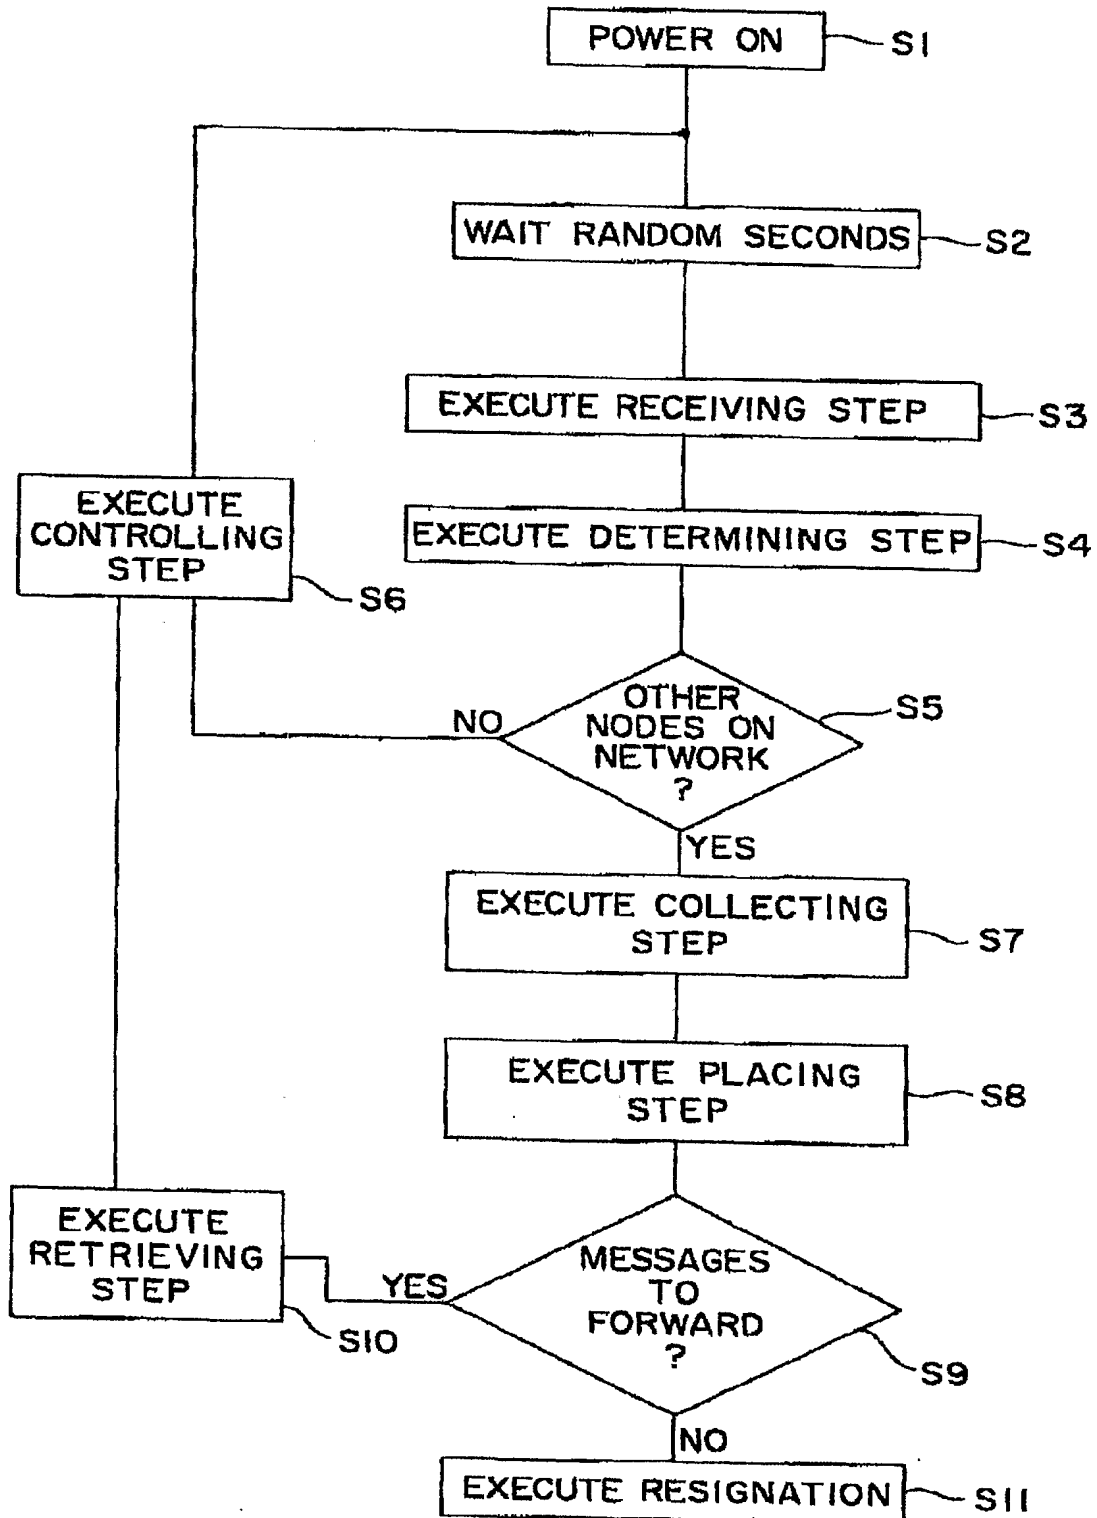 POWER ON
S1
WAIT RANDOM SECONDS
S2
EXECUTE RECEIVING STEP
S3
EXECUTE DETERMINING STEP
S4
EXECUTE
CONTROLLING
STEP
S6
OTHER
NODES ON
NETWORK
?
S5
NO
YES
EXECUTE COLLECTING
STEP
S7
EXECUTE PLACING
STEP
S8
EXECUTE
RETRIEVING
STEP
S10
YES
MESSAGES
TO
FORWARD
?
S9
NO
EXECUTE RESIGNATION
S11